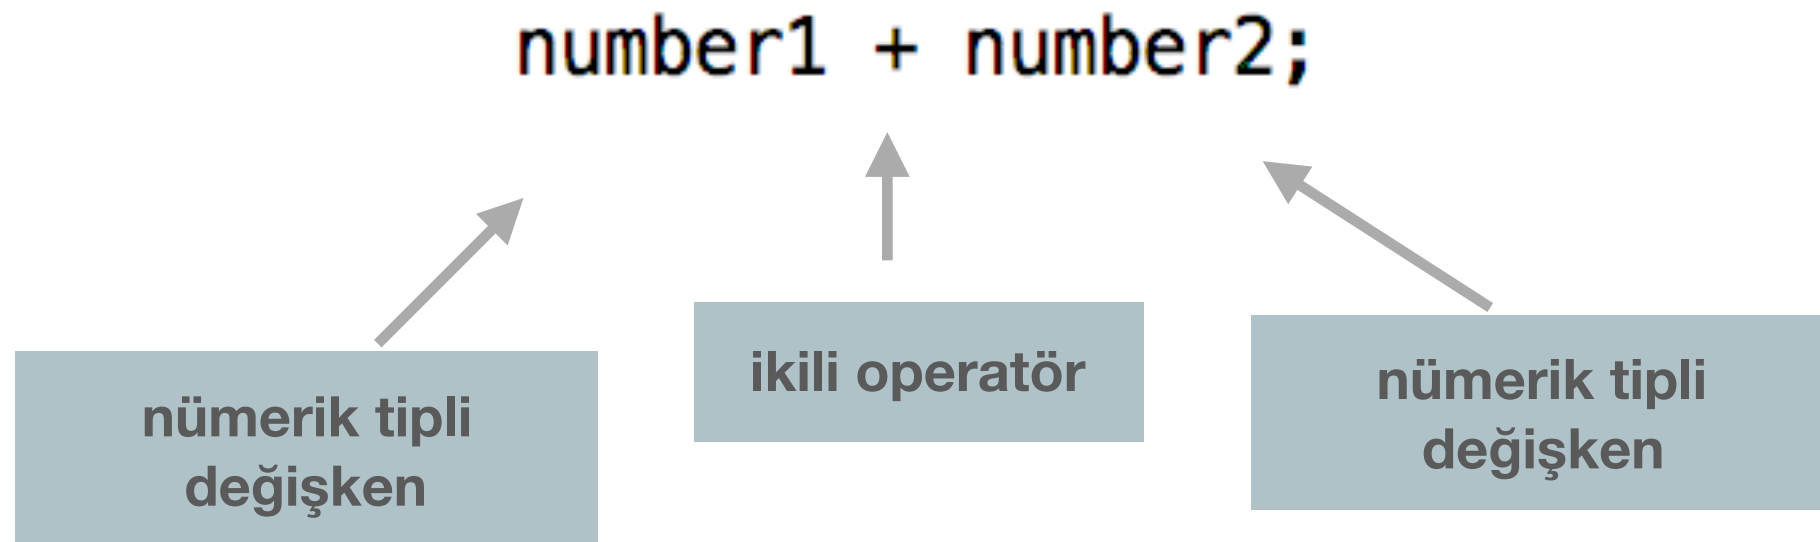 number1 + number2;
nümerik tipli
değişken
ikili operatör
nümerik tipli
değişken